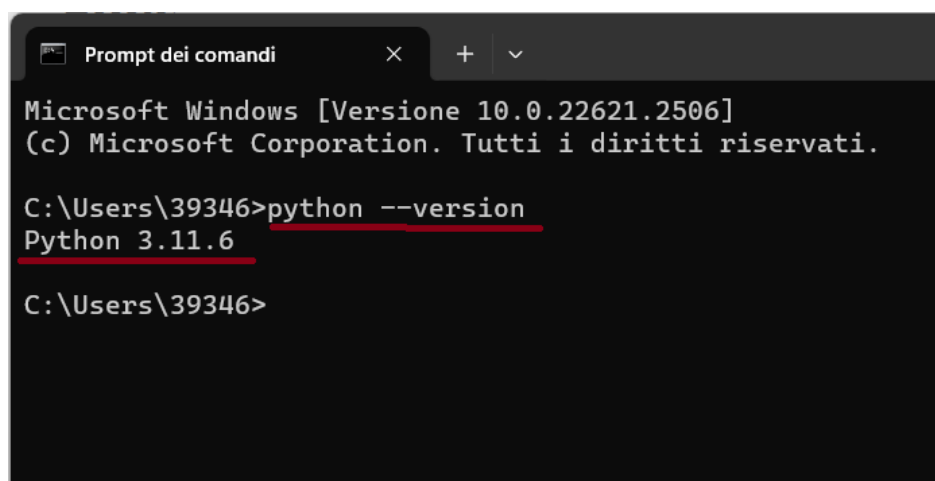 Prompt dei comandi
Microsoft Windows [Versione 10.0.22621.2506]
(c) Microsoft Corporation. Tutti i diritti riservati.
C:\Users\39346>python --version
Python 3.11.6
C:\Users\39346>